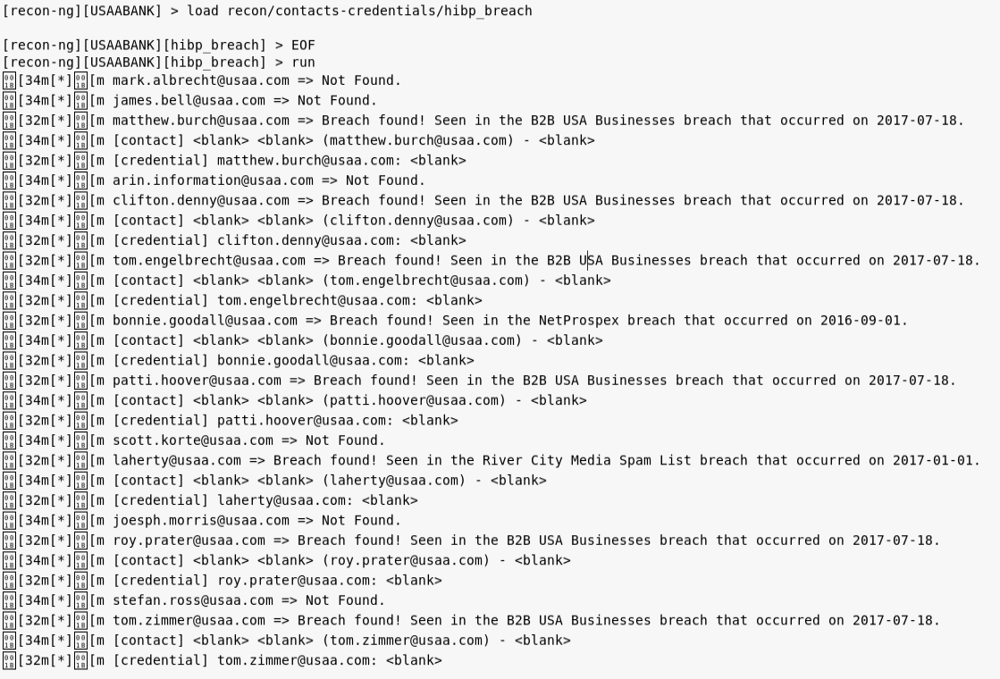 [recon-ng][USAABANK] > load recon/contacts-credentials/hibp_breach
[recon-ng][USAABANK][hibp_breach] > EOF
[recon-ng][USAABANK][hibp_breach] > run
[34m[*][m mark.albrecht@usaa.com => Not Found.
[34m[*][m james.bell@usaa.com => Not Found.
[32m[*][m matthew.burch@usaa.com => Breach found! Seen in the B2B USA Businesses breach that occurred on 2017-07-18.
[34m[*][m [contact] <blank> <blank> (matthew.burch@usaa.com) - <blank>
[32m[*][m [credential] matthew.burch@usaa.com: <blank>
[34m[*][m arin.information@usaa.com => Not Found.
[32m[*][m clifton.denny@usaa.com => Breach found! Seen in the B2B USA Businesses breach that occurred on 2017-07-18.
[34m[*][m [contact] <blank> <blank> (clifton.denny@usaa.com) - <blank>
[32m[*][m [credential] clifton.denny@usaa.com: <blank>
[32m[*][m tom.engelbrecht@usaa.com => Breach found! Seen in the B2B USA Businesses breach that occurred on 2017-07-18.
[34m[*][m [contact] <blank> <blank> (tom.engelbrecht@usaa.com) - <blank>
[32m[*][m [credential] tom.engelbrecht@usaa.com: <blank>
[32m[*][m bonnie.goodall@usaa.com => Breach found! Seen in the NetProspex breach that occurred on 2016-09-01.
[34m[*][m [contact] <blank> <blank> (bonnie.goodall@usaa.com) - <blank>
[32m[*][m [credential] bonnie.goodall@usaa.com: <blank>
[32m[*][m patti.hoover@usaa.com => Breach found! Seen in the B2B USA Businesses breach that occurred on 2017-07-18.
[34m[*][m [contact] <blank> <blank> (patti.hoover@usaa.com) - <blank>
[32m[*][m [credential] patti.hoover@usaa.com: <blank>
[34m[*][m scott.korte@usaa.com => Not Found.
[32m[*][m laherty@usaa.com => Breach found! Seen in the River City Media Spam List breach that occurred on 2017-01-01.
[34m[*][m [contact] <blank> <blank> (laherty@usaa.com) - <blank>
[32m[*][m [credential] laherty@usaa.com: <blank>
[34m[*][m joesph.morris@usaa.com => Not Found.
[32m[*][m roy.prater@usaa.com => Breach found! Seen in the B2B USA Businesses breach that occurred on 2017-07-18.
[34m[*][m [contact] <blank> <blank> (roy.prater@usaa.com) - <blank>
[32m[*][m [credential] roy.prater@usaa.com: <blank>
[34m[*][m stefan.ross@usaa.com => Not Found.
[32m[*][m tom.zimmer@usaa.com => Breach found! Seen in the B2B USA Businesses breach that occurred on 2017-07-18.
[34m[*][m [contact] <blank> <blank> (tom.zimmer@usaa.com) - <blank>
[32m[*][m [credential] tom.zimmer@usaa.com: <blank>